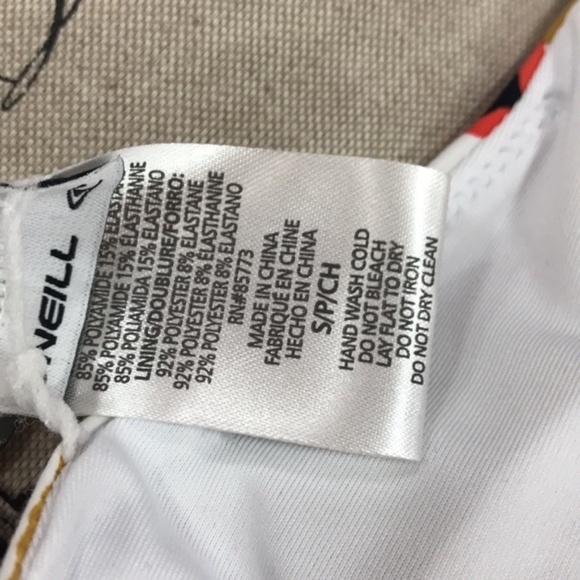 NEILL
85% POLYAMIDE 15% ELASTANE
85% POLYAMIDE 15% ELASTHANNE
85% POLIAMIDA 15% ELASTANO
LINING/DOUBLURE/FORRO:
92% POLYESTER 8% ELASTANE
92% POLYESTER 8% ELASTHANNE
92% POLYESTER 8% ELASTANO
RN#85773
MADE IN CHINA
FABRIQUÉ EN CHINE
HECHO EN CHINA
S/P/CH
HAND WASH COLD
DO NOT BLEACH
LAY FLAT TO DRY
DO NOT IRON
DO NOT DRY CLEAN